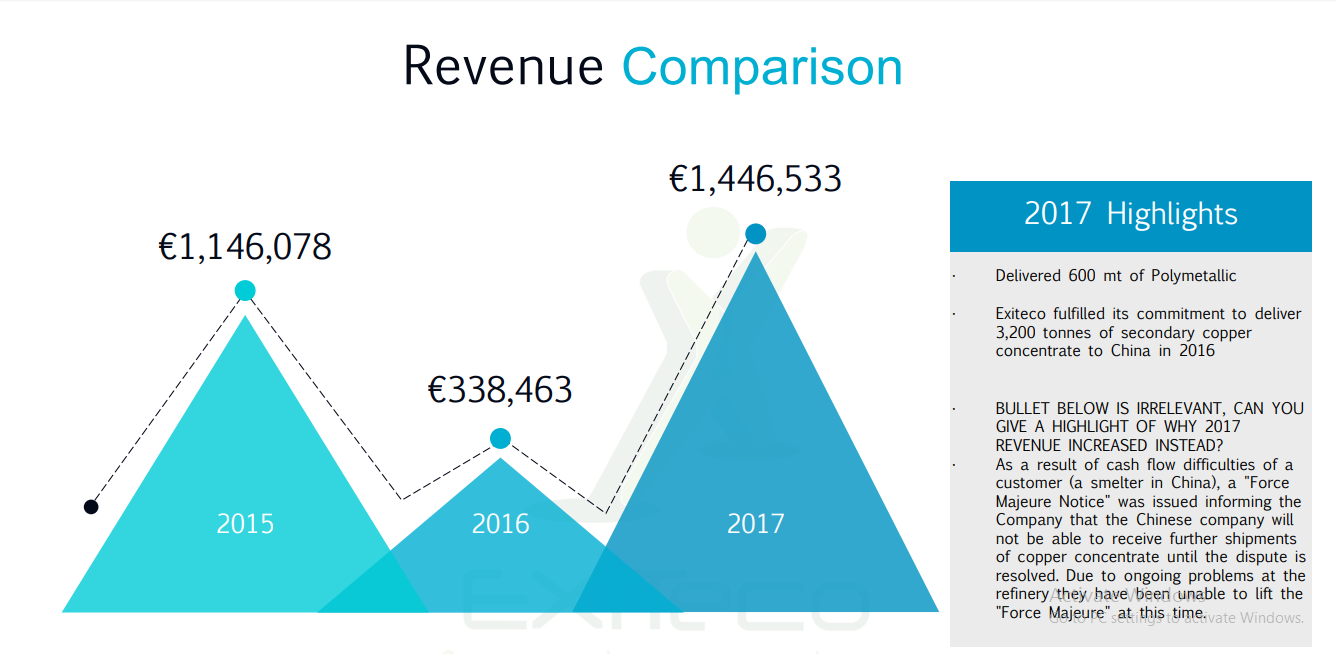 Revenue Comparison
€1,446,533
€1,146,078
€338,463
2015
2016
2017
2017 Highlights
· Delivered 600 mt of Polymetallic
· Exiteco fulfilled its commitment to deliver
3,200 tonnes of secondary copper
concentrate to China in 2016
· BULLET BELOW IS IRRELEVANT, CAN YOU
GIVE A HIGHLIGHT OF WHY 2017
REVENUE INCREASED INSTEAD?
· As a result of cash flow difficulties of a
customer (a smelter in China), a "Force
Majeure Notice" was issued informing the
Company that the Chinese company will
not be able to receive further shipments
of copper concentrate until the dispute is
resolved. Due to ongoing problems at the
refinery they have been unable to lift the
"Force Majeure" at this time.
Activate Windows
Go to PC settings to activate Windows.
Exiteco